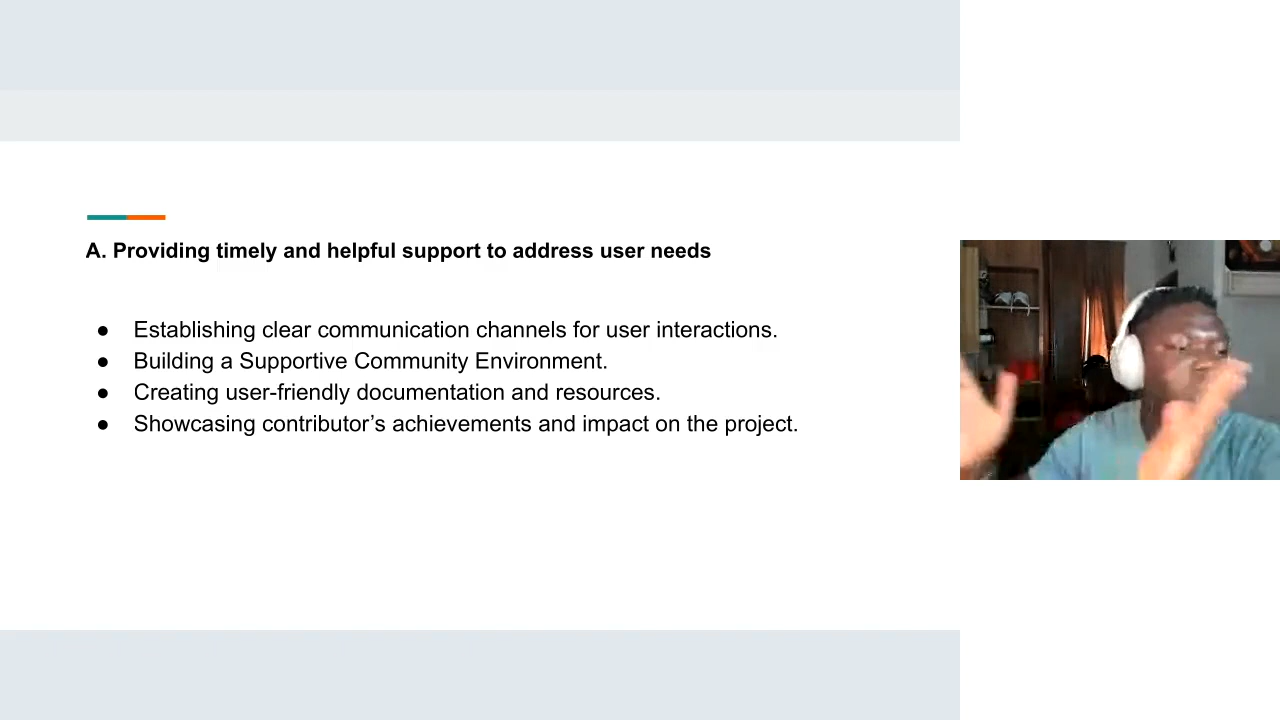 A. Providing timely and helpful support to address user needs
● Establishing clear communication channels for user interactions.
● Building a Supportive Community Environment.
● Creating user-friendly documentation and resources.
● Showcasing contributor’s achievements and impact on the project.